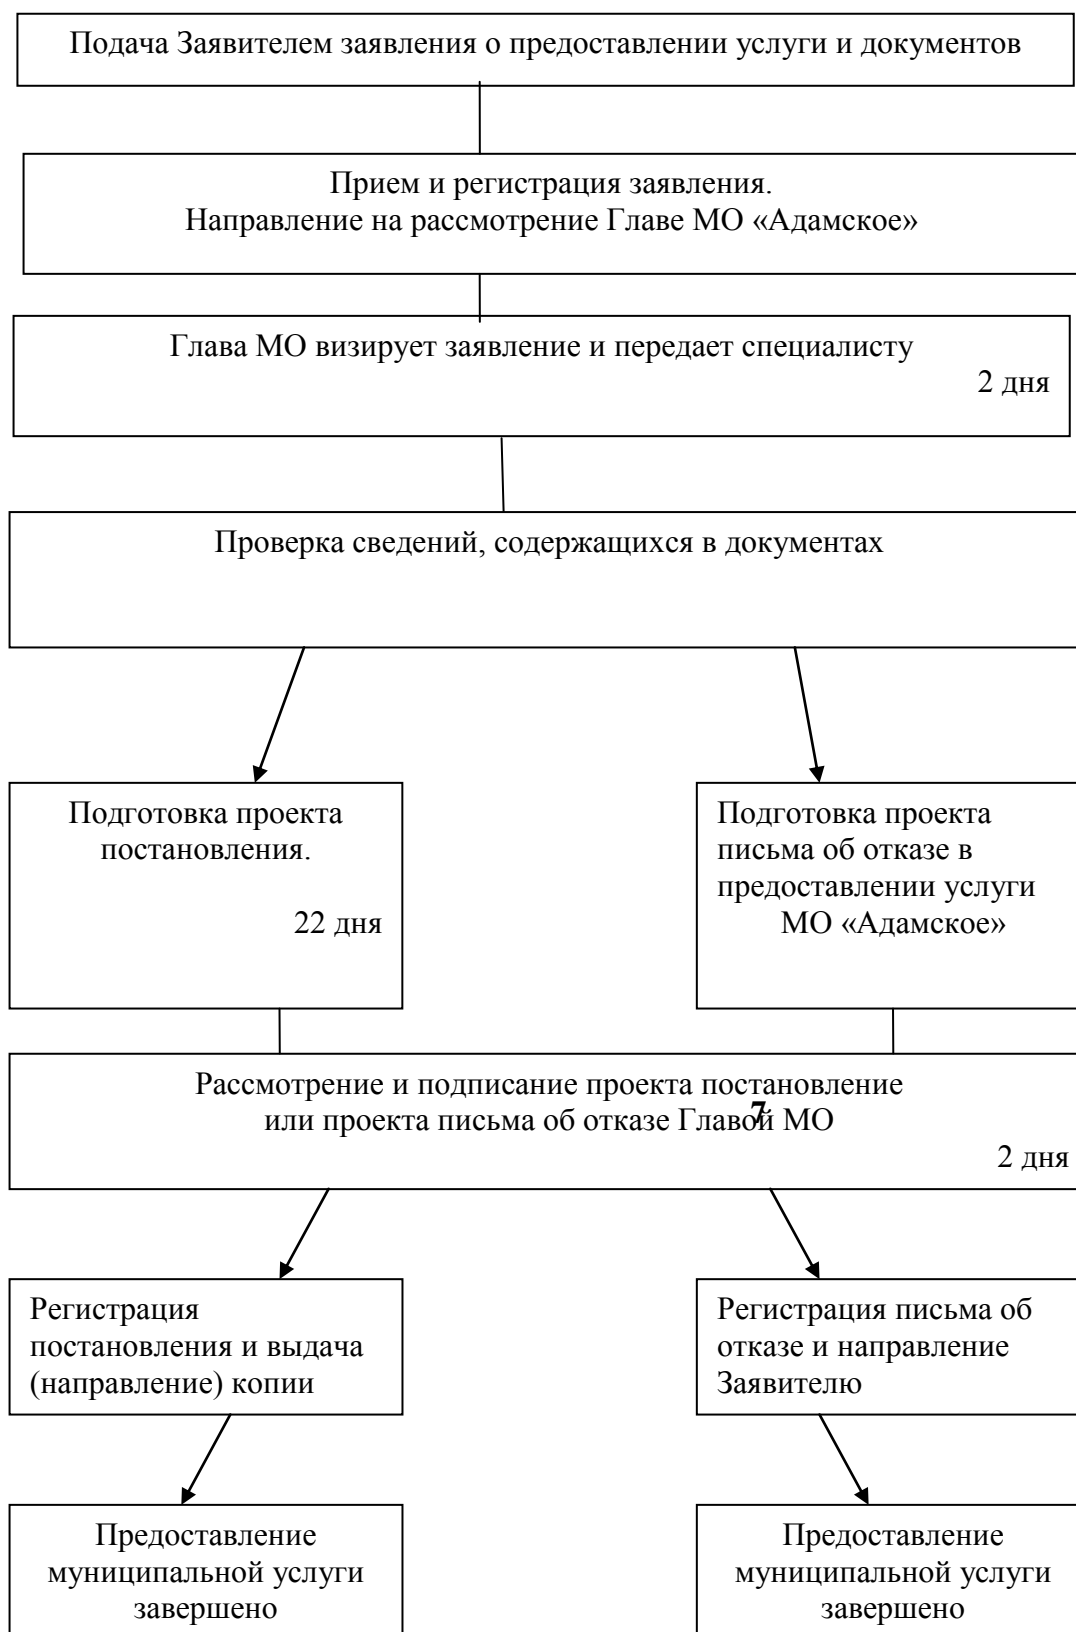 Подача Заявителем заявления о предоставлении услуги и документов
Прием и регистрация заявления.
Направление на рассмотрение Главе МО «Адамское»
Глава МО визирует заявление и передает специалисту
2 дня
Проверка сведений, содержащихся в документах
Подготовка проекта
постановления.
22 дня
Подготовка проекта
письма об отказе в
предоставлении услуги
МО «Адамское»
Рассмотрение и подписание проекта постановление
или проекта письма об отказе Главой МО
7
2 дня
Регистрация
постановления и выдача
(направление) копии
Регистрация письма об
отказе и направление
Заявителю
Предоставление
муниципальной услуги
завершено
Предоставление
муниципальной услуги
завершено